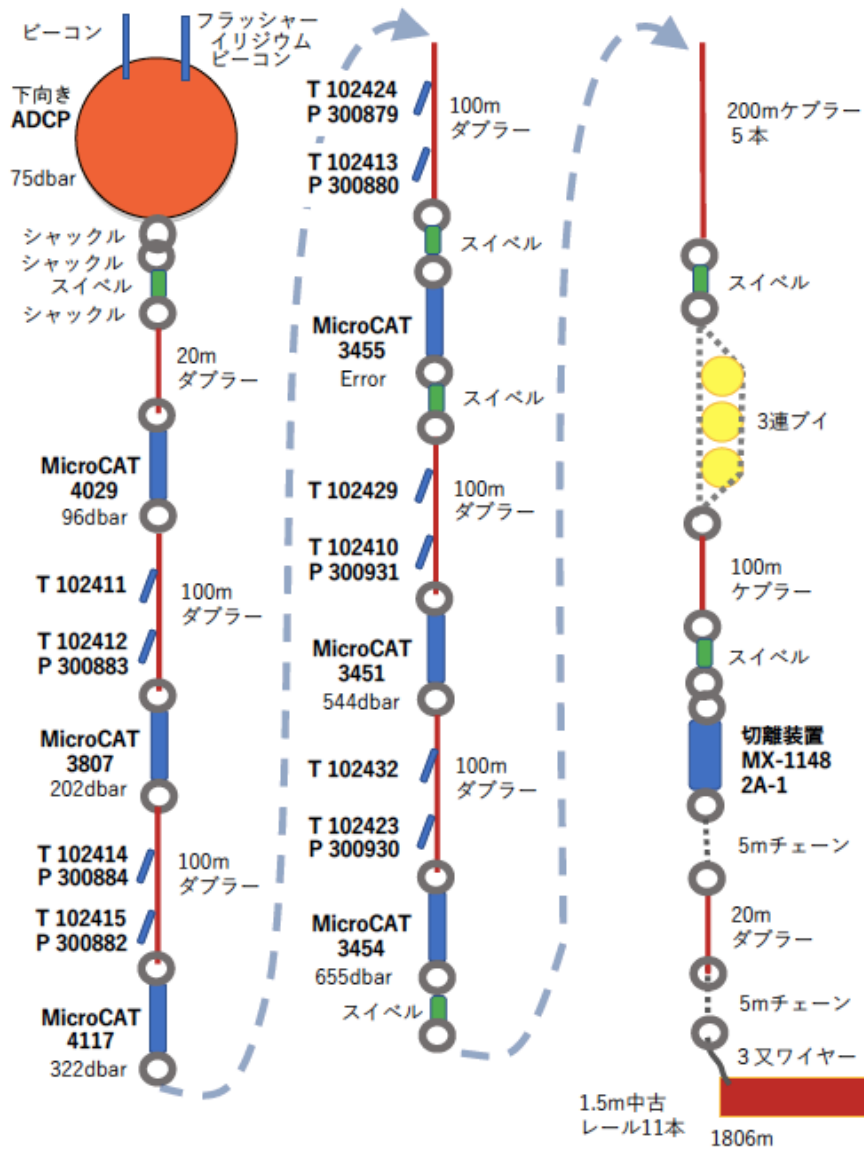 ビーコン
フラッシャー
イリジウム
ビーコン
下向き
ADCP
75dbar
シャックル
シャックル
スイベル
シャックル
20m
ダブラー
MicroCAT
4029
96dbar
T 102411
100m
ダブラー
T 102412
P 300883
MicroCAT
3807
202dbar
T 102414
P 300884
100m
ダブラー
T 102415
P 300882
MicroCAT
4117
322dbar
T 102424
P 300879
100m
ダブラー
T 102413
P 300880
スイベル
MicroCAT
3455
Error
スイベル
T 102429
100m
ダブラー
T 102410
P 300931
MicroCAT
3451
544dbar
T 102432
100m
ダブラー
T 102423
P 300930
MicroCAT
3454
655dbar
スイベル
200mケブラー
5本
スイベル
3連ブイ
100m
ケブラー
スイベル
切離装置
MX-1148
2A-1
5mチェーン
20m
ダブラー
5mチェーン
3又ワイヤー
1.5m中古
レール11本
1806m